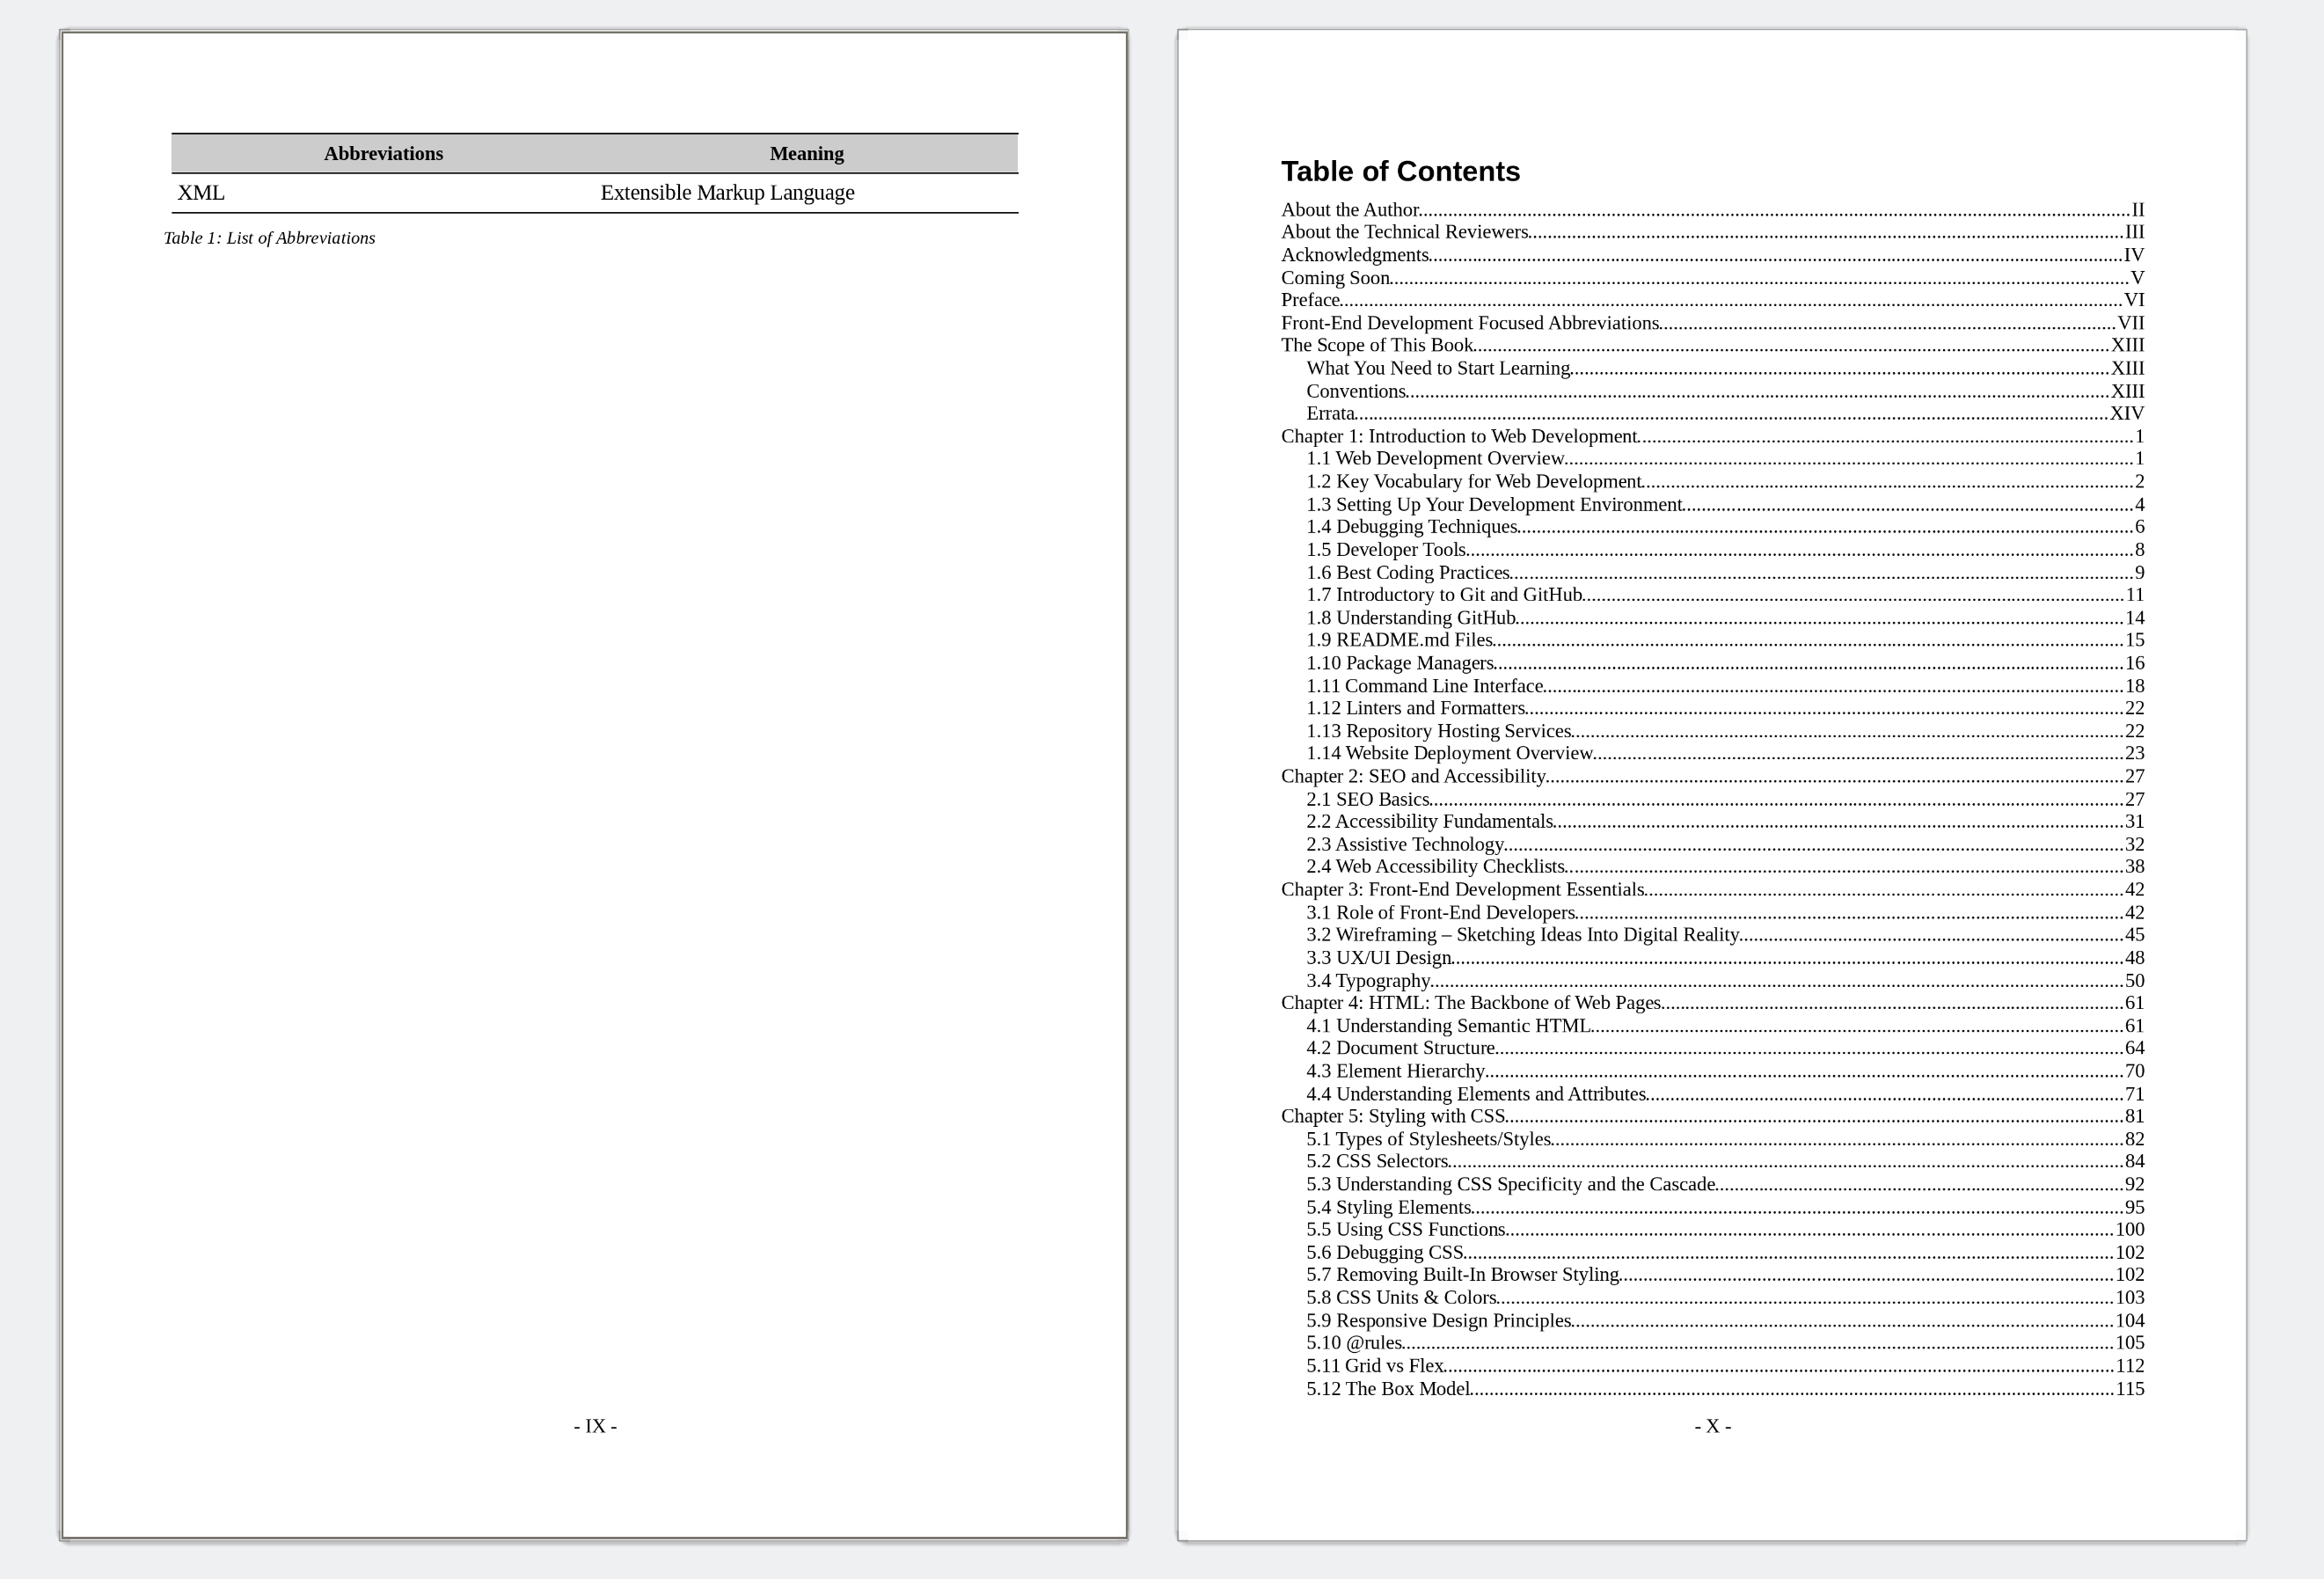 Abbreviations Meaning
XML Extensible Markup Language
Table 1: List of Abbreviations
- IX -
Table of Contents
About the Author....................II
About the Technical Reviewers....................III
Acknowledgments....................IV
Coming Soon....................V
Preface....................VI
Front-End Development Focused Abbreviations....................VII
The Scope of This Book....................XIII
What You Need to Start Learning....................XIII
Conventions....................XIII
Errata....................XIV
Chapter 1: Introduction to Web Development....................1
1.1 Web Development Overview....................1
1.2 Key Vocabulary for Web Development....................2
1.3 Setting Up Your Development Environment....................4
1.4 Debugging Techniques....................6
1.5 Developer Tools....................8
1.6 Best Coding Practices....................9
1.7 Introductory to Git and GitHub....................11
1.8 Understanding GitHub....................14
1.9 README.md Files....................15
1.10 Package Managers....................16
1.11 Command Line Interface....................18
1.12 Linters and Formatters....................22
1.13 Repository Hosting Services....................22
1.14 Website Deployment Overview....................23
Chapter 2: SEO and Accessibility....................27
2.1 SEO Basics....................27
2.2 Accessibility Fundamentals....................31
2.3 Assistive Technology....................32
2.4 Web Accessibility Checklists....................38
Chapter 3: Front-End Development Essentials....................42
3.1 Role of Front-End Developers....................42
3.2 Wireframing – Sketching Ideas Into Digital Reality....................45
3.3 UX/UI Design....................48
3.4 Typography....................50
Chapter 4: HTML: The Backbone of Web Pages....................61
4.1 Understanding Semantic HTML....................61
4.2 Document Structure....................64
4.3 Element Hierarchy....................70
4.4 Understanding Elements and Attributes....................71
Chapter 5: Styling with CSS....................81
5.1 Types of Stylesheets/Styles....................82
5.2 CSS Selectors....................84
5.3 Understanding CSS Specificity and the Cascade....................92
5.4 Styling Elements....................95
5.5 Using CSS Functions....................100
5.6 Debugging CSS....................102
5.7 Removing Built-In Browser Styling....................102
5.8 CSS Units & Colors....................103
5.9 Responsive Design Principles....................104
5.10 @rules....................105
5.11 Grid vs Flex....................112
5.12 The Box Model....................115
- X -